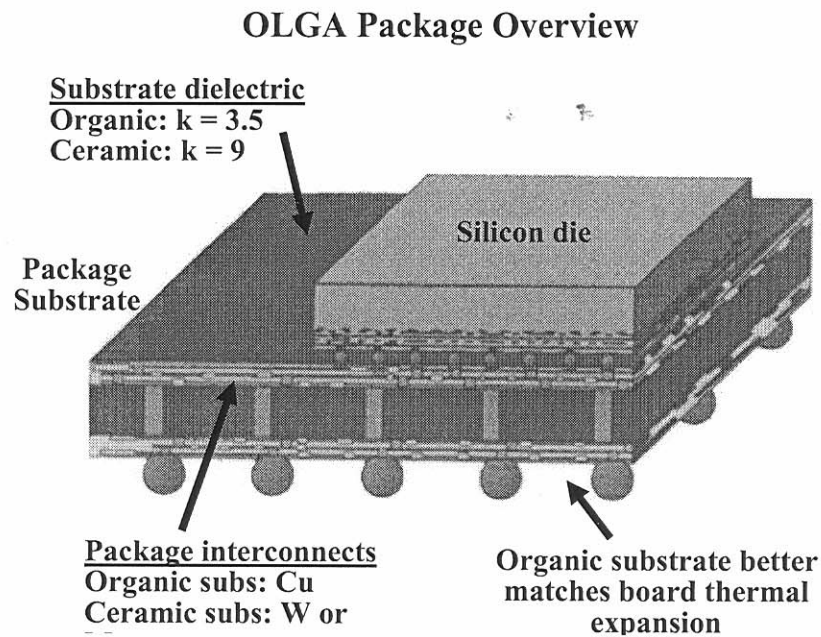 OLGA Package Overview
Substrate dielectric
Organic: k = 3.5
Ceramic: k = 9
Silicon die
Package
Substrate
Package interconnects
Organic subs: Cu
Ceramic subs: W or
Organic substrate better
matches board thermal
expansion